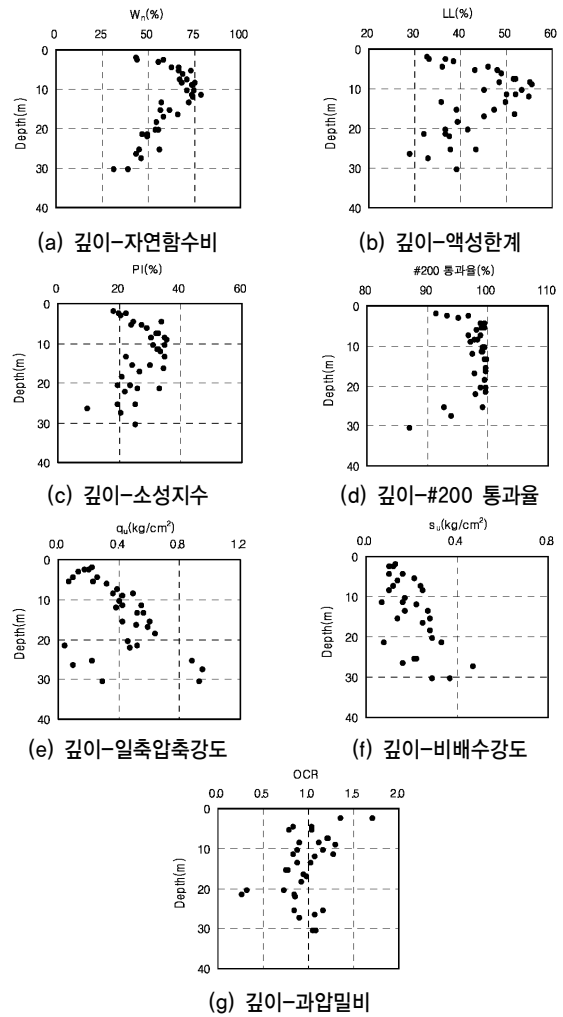 Wn(%)
0 25 50 75 100
0
10
20
30
40
Depth(m)
(a) 깊이-자연함수비
LL(%)
20 30 40 50 60
0
10
20
30
40
Depth(m)
(b) 깊이-액성한계
PI(%)
0 20 40 60
0
10
20
30
40
Depth(m)
(c) 깊이-소성지수
#200 통과율(%)
80 90 100 110
0
10
20
30
40
Depth(m)
(d) 깊이-#200 통과율
qu(kg/cm²)
0.0 0.4 0.8 1.2
0
10
20
30
40
Depth(m)
(e) 깊이-일축압축강도
su(kg/cm²)
0.0 0.4 0.8
0
10
20
30
40
Depth(m)
(f) 깊이-비배수강도
OCR
0.0 0.5 1.0 1.5 2.0
0
10
20
30
40
Depth(m)
(g) 깊이-과압밀비